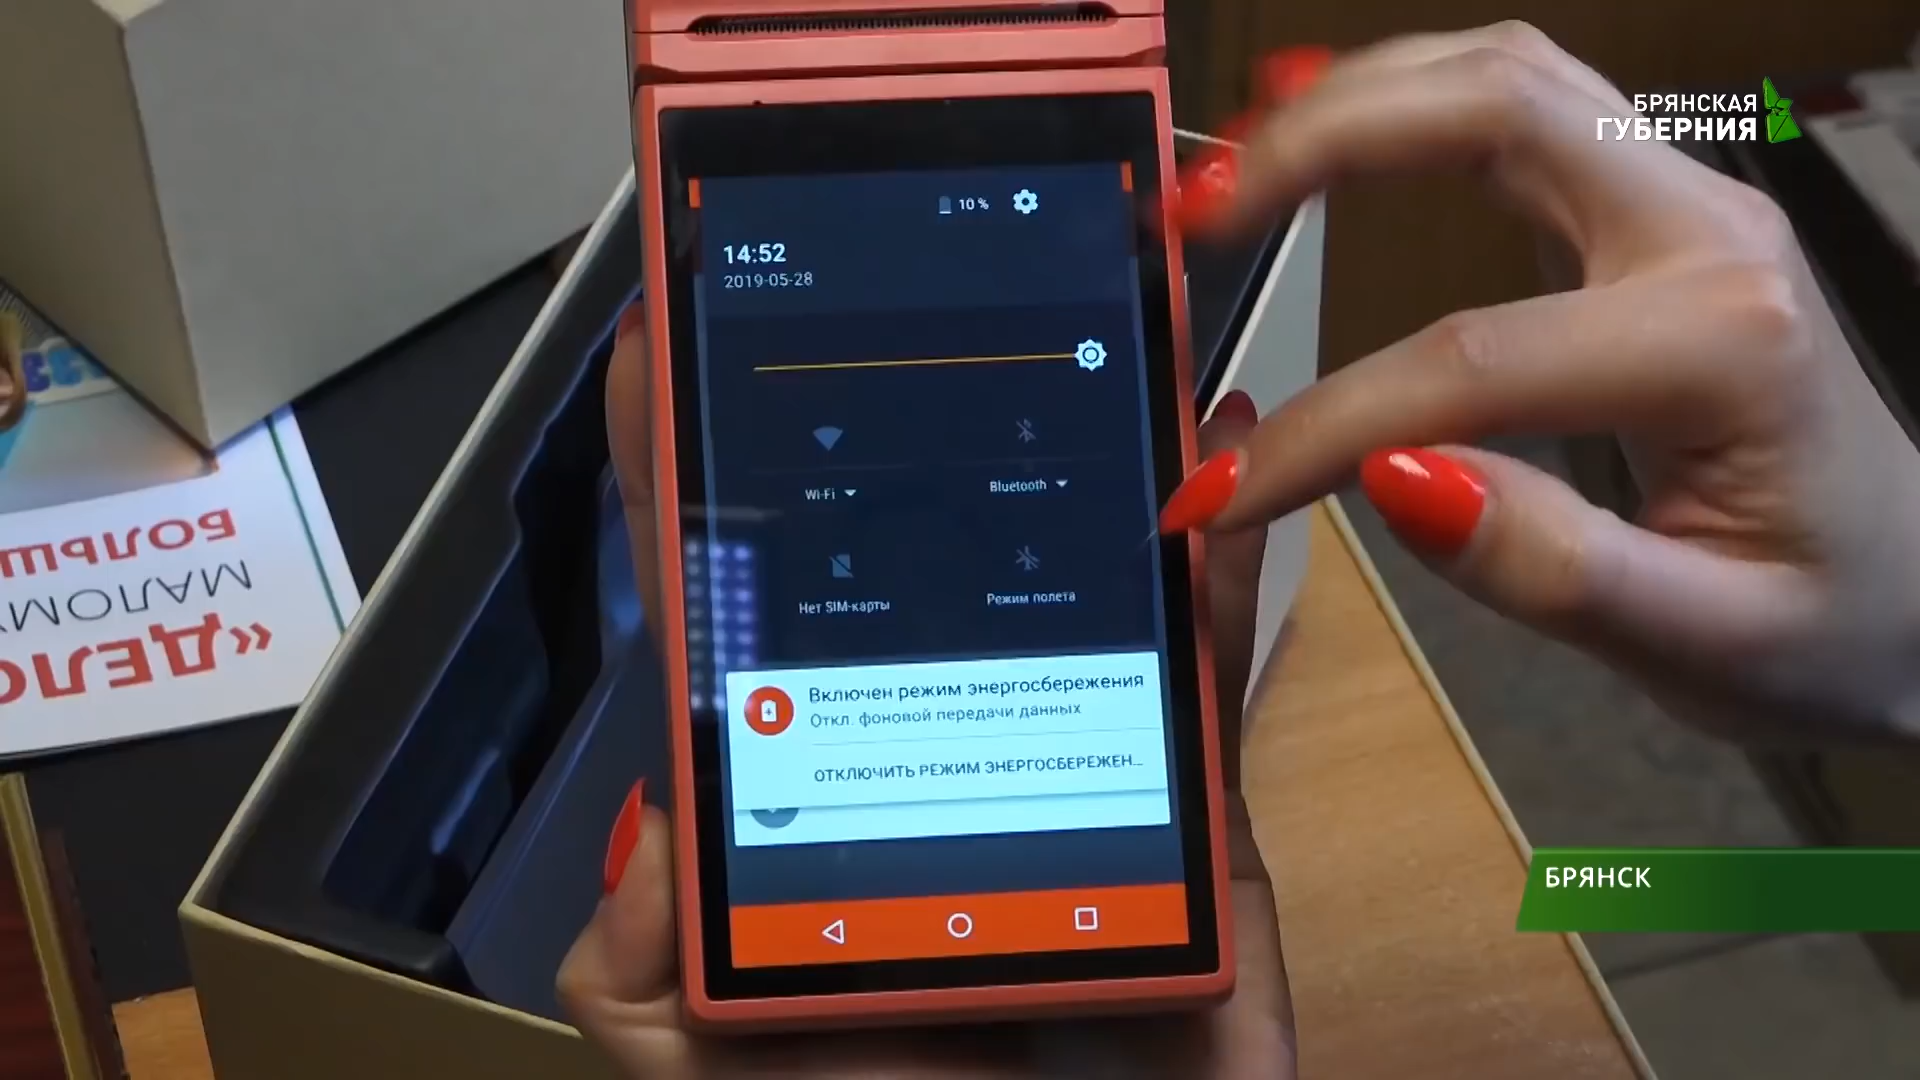 БРЯНСКАЯ
ГУБЕРНИЯ
10 %
14:52
2019-05-28
Wi-Fi
Bluetooth
Нет SIM-карты
Режим полета
Включен режим энергосбережения
Откл. фоновой передачи данных
ОТКЛЮЧИТЬ РЕЖИМ ЭНЕРГОСБЕРЕЖЕН...
БРЯНСК
«ДЕЛО
МАЛОМ
БОЛЬШ